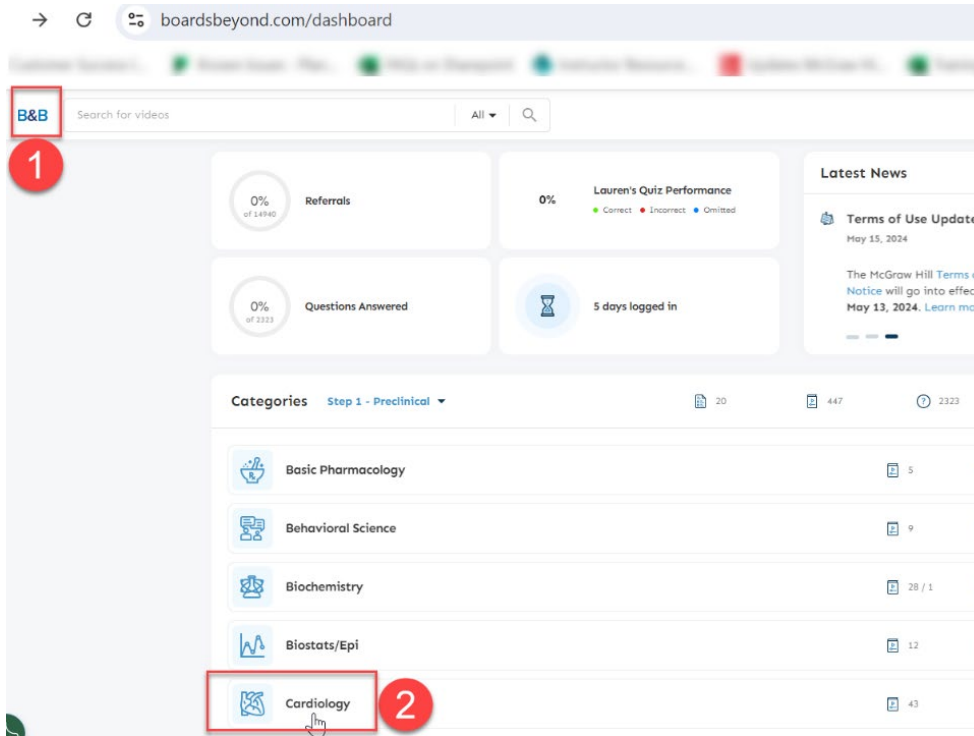 boardsbeyond.com/dashboard
B&B
Search for videos
All
1
0%
of 14940
Referrals
0%
Lauren's Quiz Performance
Correct Incorrect Omitted
Latest News
Terms of Use Update
May 15, 2024
The McGraw Hill Terms
Notice will go into effec
May 13, 2024. Learn mo
0%
of 2323
Questions Answered
5 days logged in
Categories Step 1 - Preclinical 20 447 2323
Basic Pharmacology 5
Behavioral Science 9
Biochemistry 28 / 1
Biostats/Epi 12
Cardiology 2 43